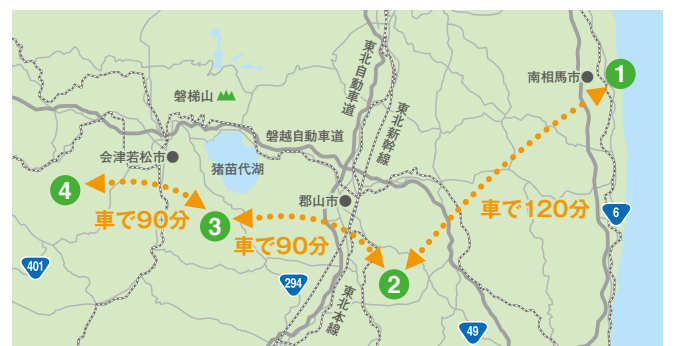 東北自動車道
1
南相馬市
磐梯山
東北新幹線
磐越自動車道
会津若松市
猪苗代湖
4
郡山市
車で120分
6
車で90分
3
車で90分
401
294
2
東北本線
49